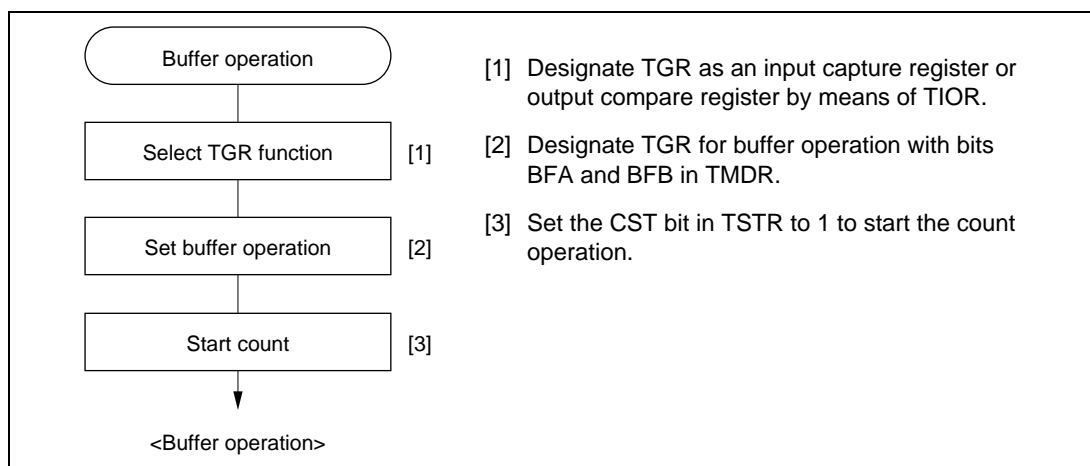 Buffer operation
Select TGR function [1]
Set buffer operation [2]
Start count [3]
<Buffer operation>
[1] Designate TGR as an input capture register or
output compare register by means of TIOR.
[2] Designate TGR for buffer operation with bits
BFA and BFB in TMDR.
[3] Set the CST bit in TSTR to 1 to start the count
operation.